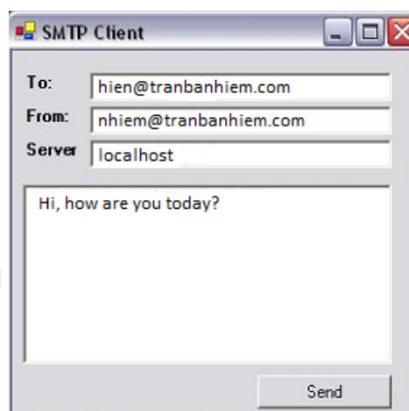 SMTP Client
To: hien@tranbanhiem.com
From: nhiem@tranbanhiem.com
Server localhost
Hi, how are you today?
Send